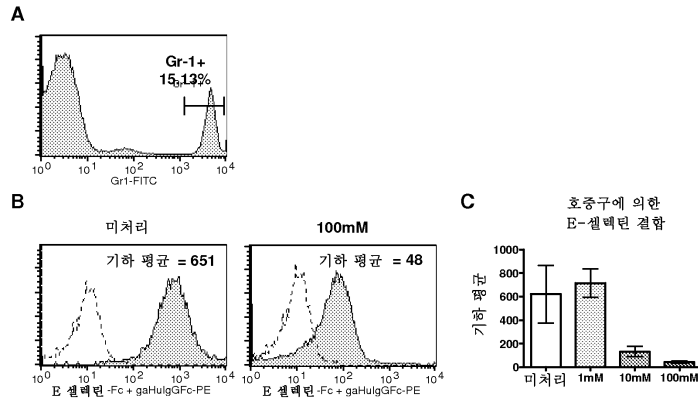 A
Gr-1+
15.13%
Gr-1+
10⁰ 10¹ 10² 10³ 10⁴
Gr1-FITC
B
미처리
100mM
기하 평균 = 651
기하 평균 = 48
10⁰ 10¹ 10² 10³ 10⁴
10⁰ 10¹ 10² 10³ 10⁴
E 셀렉틴-Fc + gaHuIgGFc-PE
E 셀렉틴-Fc + gaHuIgGFc-PE
C
호중구에 의한
E-셀렉틴 결합
기하 평균
1000
800
600
400
200
0
미처리 1mM 10mM 100mM